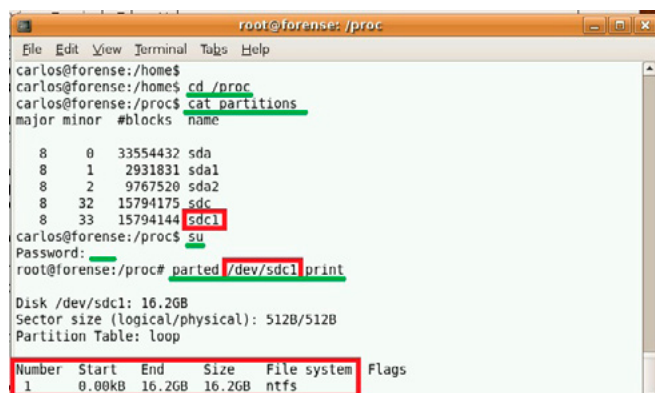 root@forense: /proc
File Edit View Terminal Tabs Help
carlos@forense:/home$
carlos@forense:/home$ cd /proc
carlos@forense:/proc$ cat partitions
major minor  #blocks  name
8 0 33554432 sda
8 1 2931831 sda1
8 2 9767520 sda2
8 32 15794175 sdc
8 33 15794144 sdc1
carlos@forense:/proc$ su
Password:
root@forense:/proc# parted /dev/sdc1 print
Disk /dev/sdc1: 16.2GB
Sector size (logical/physical): 512B/512B
Partition Table: loop
Number Start End Size File system Flags
1 0.00kB 16.2GB 16.2GB ntfs